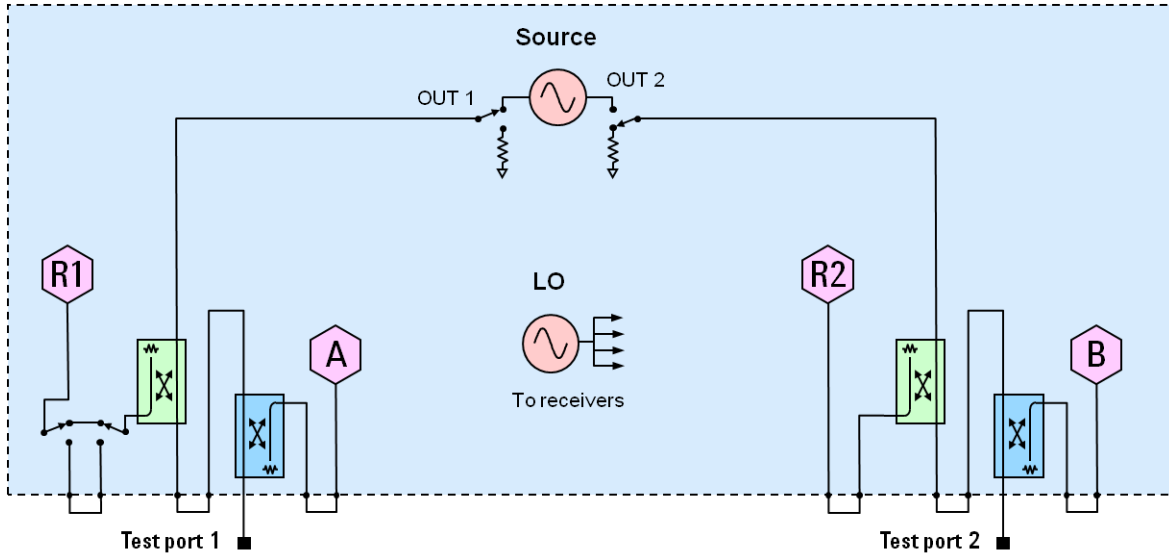 Source
OUT 1
OUT 2
R1
R2
LO
A
B
To receivers
Test port 1
Test port 2